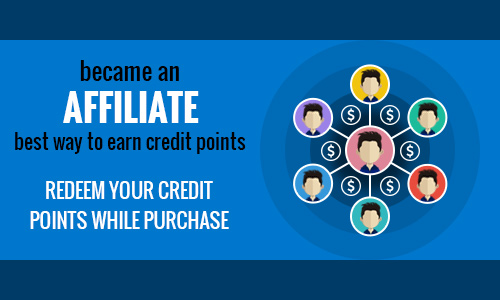 became an
AFFILIATE
best way to earn credit points
REDEEM YOUR CREDIT
POINTS WHILE PURCHASE
$ $
$ $
$ $